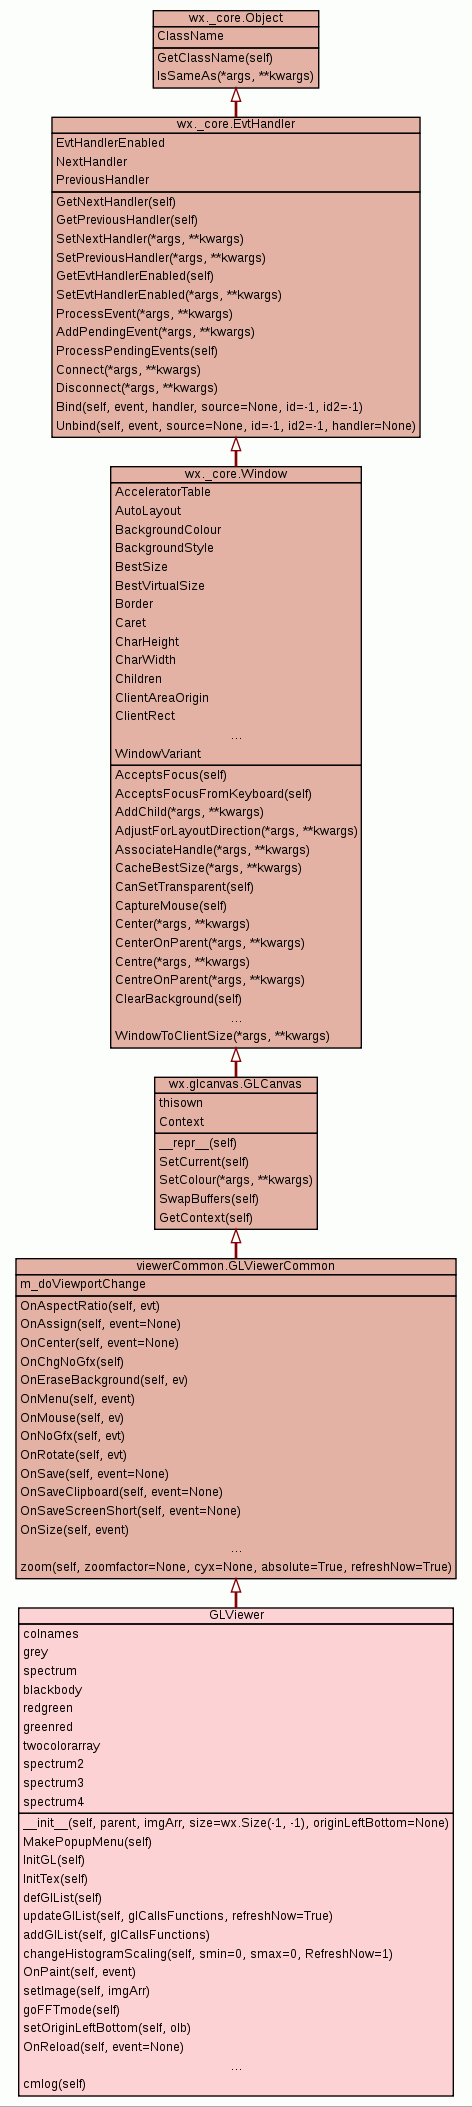 wx._core.Object
ClassName
GetClassName(self)
IsSameAs(*args, **kwargs)
wx._core.EvtHandler
EvtHandlerEnabled
NextHandler
PreviousHandler
GetNextHandler(self)
GetPreviousHandler(self)
SetNextHandler(*args, **kwargs)
SetPreviousHandler(*args, **kwargs)
GetEvtHandlerEnabled(self)
SetEvtHandlerEnabled(*args, **kwargs)
ProcessEvent(*args, **kwargs)
AddPendingEvent(*args, **kwargs)
ProcessPendingEvents(self)
Connect(*args, **kwargs)
Disconnect(*args, **kwargs)
Bind(self, event, handler, source=None, id=-1, id2=-1)
Unbind(self, event, source=None, id=-1, id2=-1, handler=None)
wx._core.Window
AcceleratorTable
AutoLayout
BackgroundColour
BackgroundStyle
BestSize
BestVirtualSize
Border
Caret
CharHeight
CharWidth
Children
ClientAreaOrigin
ClientRect
...
WindowVariant
AcceptsFocus(self)
AcceptsFocusFromKeyboard(self)
AddChild(*args, **kwargs)
AdjustForLayoutDirection(*args, **kwargs)
AssociateHandle(*args, **kwargs)
CacheBestSize(*args, **kwargs)
CanSetTransparent(self)
CaptureMouse(self)
Center(*args, **kwargs)
CenterOnParent(*args, **kwargs)
Centre(*args, **kwargs)
CentreOnParent(*args, **kwargs)
ClearBackground(self)
...
WindowToClientSize(*args, **kwargs)
wx.glcanvas.GLCanvas
thisown
Context
__repr__(self)
SetCurrent(self)
SetColour(*args, **kwargs)
SwapBuffers(self)
GetContext(self)
viewerCommon.GLViewerCommon
m_doViewportChange
OnAspectRatio(self, evt)
OnAssign(self, event=None)
OnCenter(self, event=None)
OnChgNoGfx(self)
OnEraseBackground(self, ev)
OnMenu(self, event)
OnMouse(self, ev)
OnNoGfx(self, evt)
OnRotate(self, evt)
OnSave(self, event=None)
OnSaveClipboard(self, event=None)
OnSaveScreenShort(self, event=None)
OnSize(self, event)
...
zoom(self, zoomfactor=None, cyx=None, absolute=True, refreshNow=True)
GLViewer
colnames
grey
spectrum
blackbody
redgreen
greenred
twocolorarray
spectrum2
spectrum3
spectrum4
__init__(self, parent, imgArr, size=wx.Size(-1, -1), originLeftBottom=None)
MakePopupMenu(self)
InitGL(self)
InitTex(self)
defGlList(self)
updateGlList(self, glCallsFunctions, refreshNow=True)
addGlList(self, glCallsFunctions)
changeHistogramScaling(self, smin=0, smax=0, RefreshNow=1)
OnPaint(self, event)
setImage(self, imgArr)
goFFTmode(self)
setOriginLeftBottom(self, olb)
OnReload(self, event=None)
...
cmlog(self)